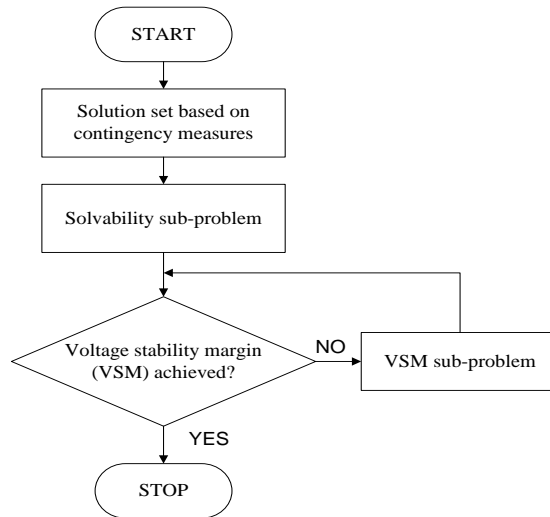 START
Solution set based on
contingency measures
Solvability sub-problem
Voltage stability margin
(VSM) achieved?
NO
VSM sub-problem
YES
STOP